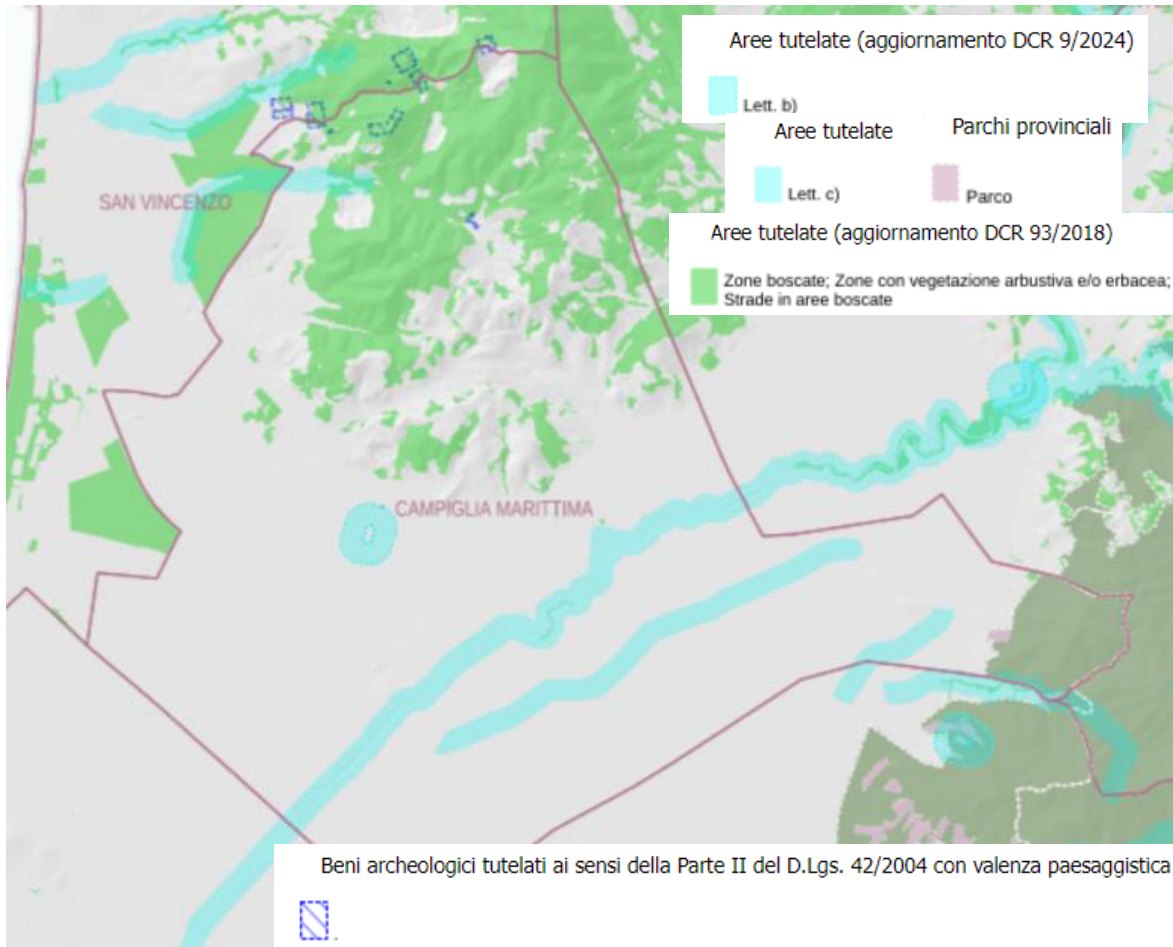 Aree tutelate (aggiornamento DCR 9/2024)
Lett. b)
Aree tutelate
Parchi provinciali
Lett. c)
Parco
SAN VINCENZO
Aree tutelate (aggiornamento DCR 93/2018)
Zone boscate; Zone con vegetazione arbustiva e/o erbacea;
Strade in aree boscate
CAMPIGLIA MARITTIMA
Beni archeologici tutelati ai sensi della Parte II del D.Lgs. 42/2004 con valenza paesaggistica